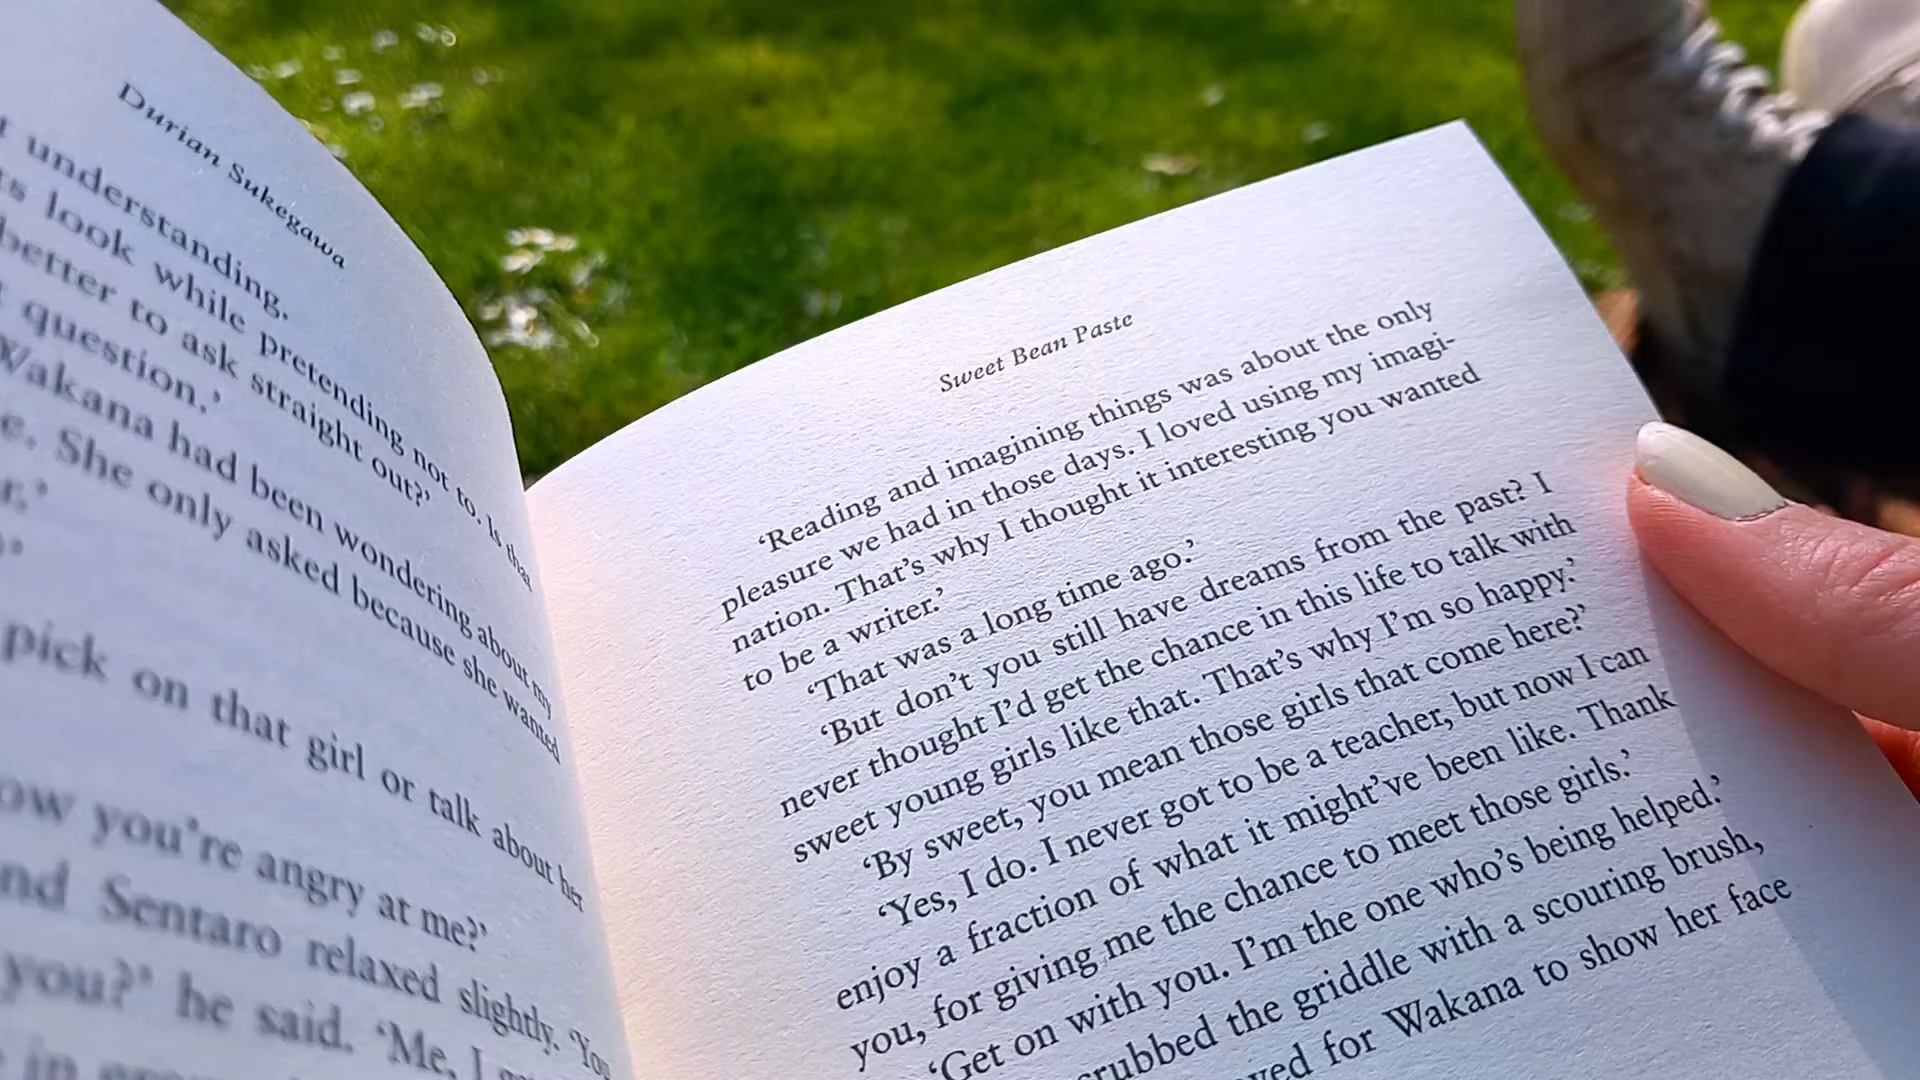 Durian Sukegawa
understanding.
look while pretending not to. Is that
better to ask straight out?’
question.’
Wakana had been wondering about my
She only asked because she wanted
pick on that girl or talk about her
you’re angry at me?’
Sentaro relaxed slightly. ‘You
you?’ he said. ‘Me, I
in
Sweet Bean Paste
‘Reading and imagining things was about the only
pleasure we had in those days. I loved using my imagi-
nation. That’s why I thought it interesting you wanted
to be a writer.’
‘That was a long time ago.’
‘But don’t you still have dreams from the past? I
never thought I’d get the chance in this life to talk with
sweet young girls like that. That’s why I’m so happy.’
‘By sweet, you mean those girls that come here?’
‘Yes, I do. I never got to be a teacher, but now I can
enjoy a fraction of what it might’ve been like. Thank
you, for giving me the chance to meet those girls.’
‘Get on with you. I’m the one who’s being helped.’
scrubbed the griddle with a scouring brush,
for Wakana to show her face